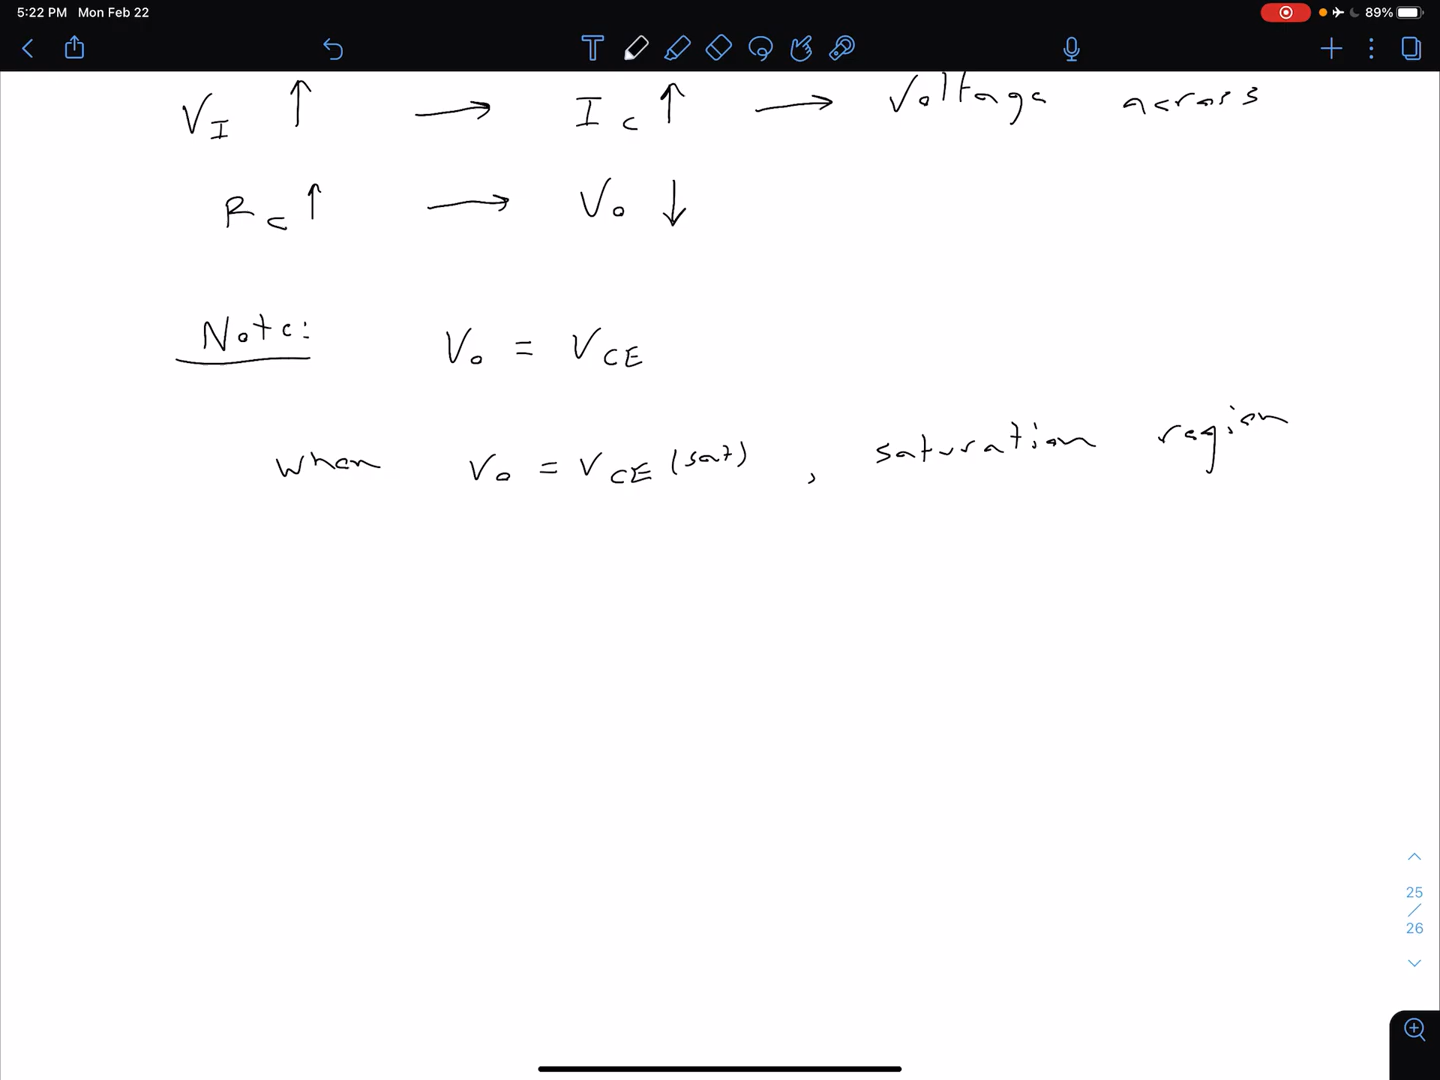 5:22 PM Mon Feb 22
89%
V_I ↑ → I_C ↑ → Voltage across
R_C ↑ → V_o ↓
Note: V_o = V_CE
when V_o = V_CE (sat) , saturation region
25
/
26